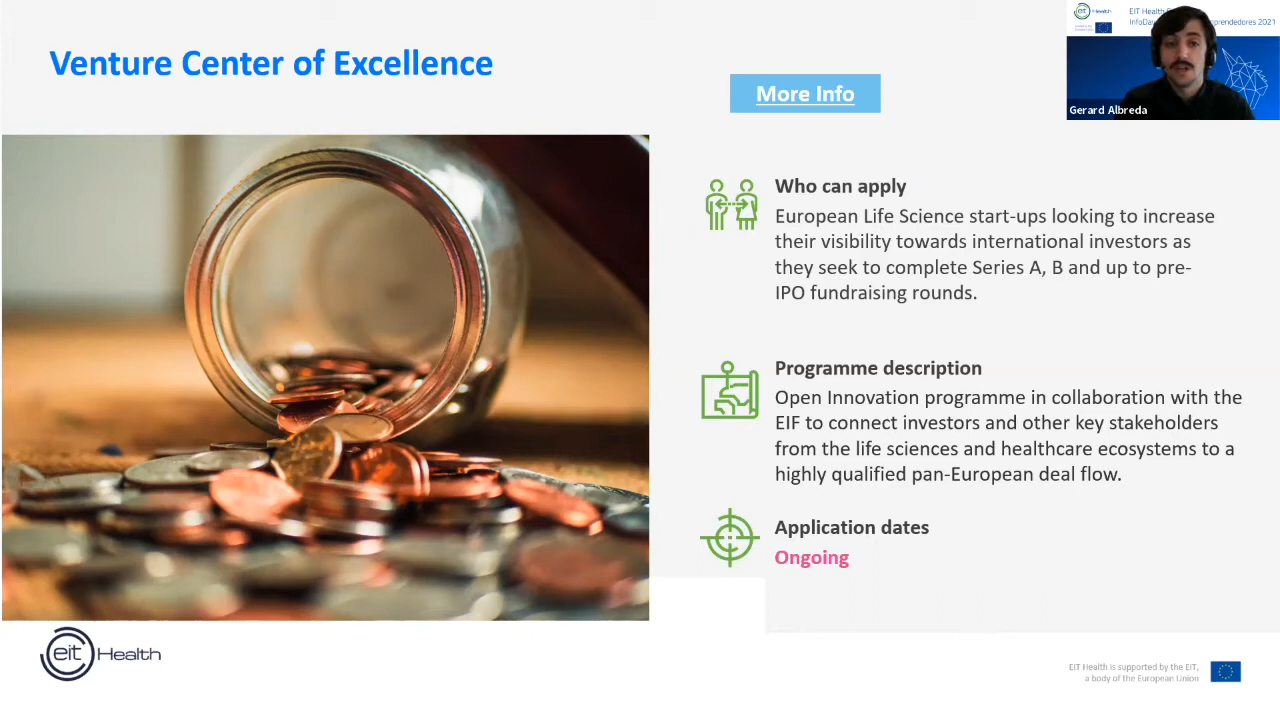 Venture Center of Excellence
More Info
eit Health
EIT Health
InfoDay
prendedores 2021
Gerard Albreda
Who can apply
European Life Science start-ups looking to increase
their visibility towards international investors as
they seek to complete Series A, B and up to pre-
IPO fundraising rounds.
Programme description
Open Innovation programme in collaboration with the
EIF to connect investors and other key stakeholders
from the life sciences and healthcare ecosystems to a
highly qualified pan-European deal flow.
Application dates
Ongoing
eit Health
EIT Health is supported by the EIT,
a body of the European Union